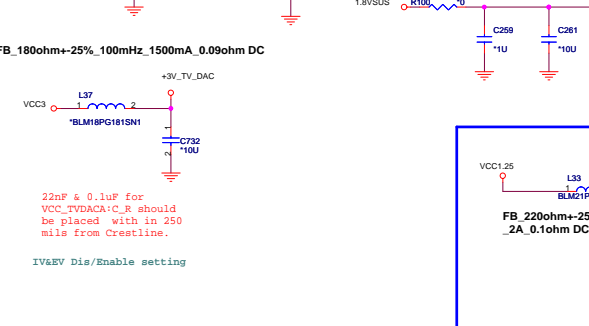 1.8VSUS
R100
*0
C259
*1U
C261
*10U
FB_180ohm+-25%_100mHz_1500mA_0.09ohm DC
+3V_TV_DAC
VCC3
L37
1
2
*BLM18PG181SN1
1
C732
*10U
2
VCC1.25
L33
1
BLM21P
FB_220ohm+-25
_2A_0.1ohm DC
22nF & 0.1uF for
VCC_TVDACA:C_R should
be placed with in 250
mils from Crestline.
IV&EV Dis/Enable setting